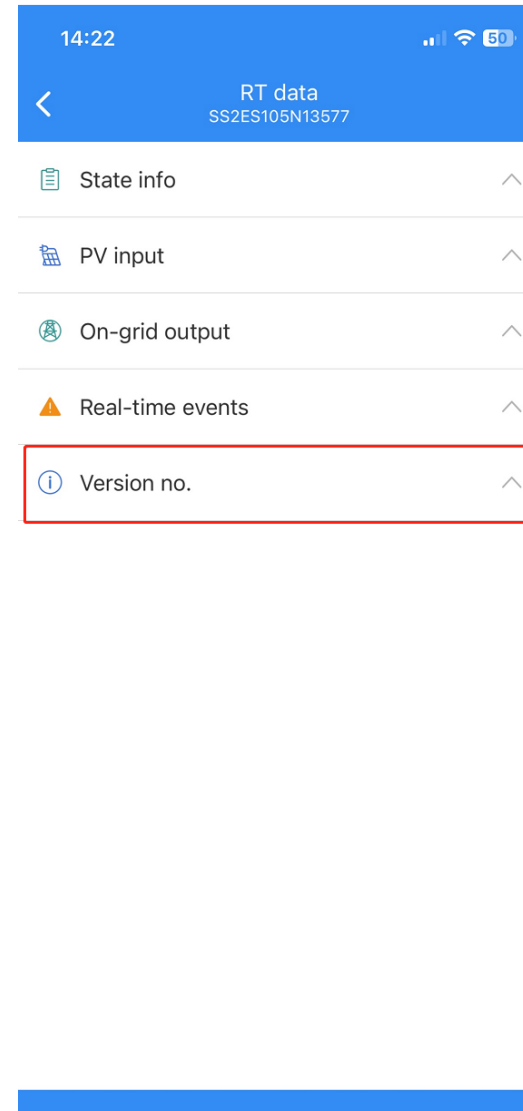 14:22
50
RT data
SS2ES105N13577
State info
PV input
On-grid output
Real-time events
Version no.